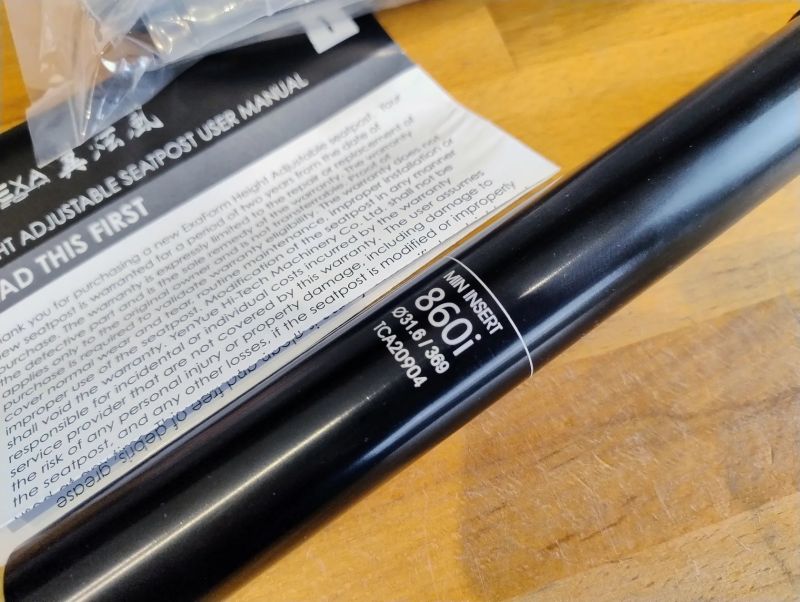 EXA
HT ADJUSTABLE SEATPOST USER MANUAL
AD THIS FIRST
hank you for purchasing a new ExaForm Height Adjustable seatpost. Your
new seatpost is warranted for a period of two years from the date of
purchase. The warranty is expressly limited to the repair or replacement of
the defective part and is the sole remedy of the warranty. The warranty
applies only to the original owner and is not transferable. Proof of
purchase is required to validate warranty eligibility. The warranty does not
cover normal wear and tear, routine maintenance, improper installation or
improper use of the seatpost. Modification of the seatpost in any manner
shall void the warranty. YenYue Hi-Tech Machinery Co., Ltd. shall not be
responsible for incidental or individual costs incurred by the warranty
service provider that are not covered by this warranty. The user assumes
the risk of any personal injury or property damage, including damage to
the seatpost, and any other losses, if the seatpost is modified or improperly
free of debris, grease
MIN INSERT
860i
Ø31.6 / 369
TCA20904